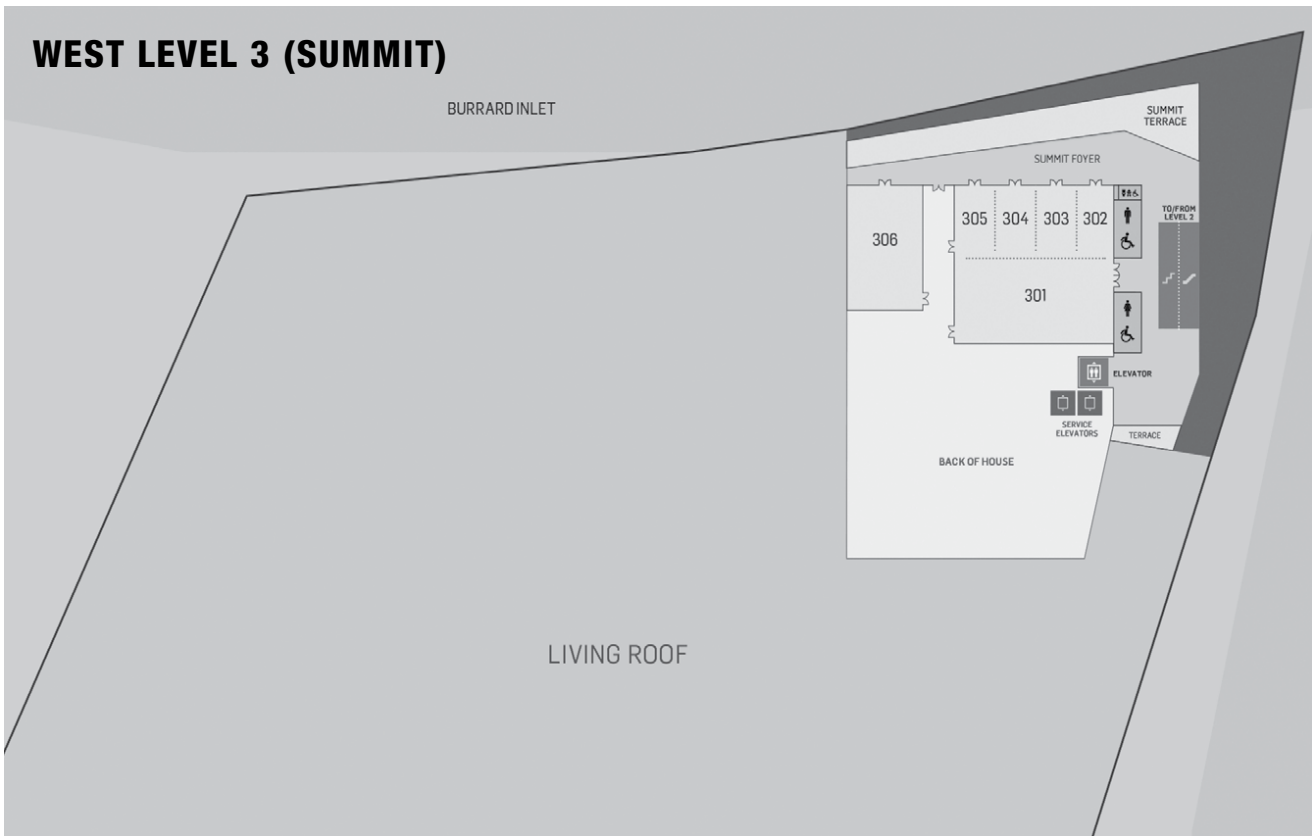 WEST LEVEL 3 (SUMMIT)
BURRARD INLET
SUMMIT
TERRACE
SUMMIT FOYER
TO/FROM
LEVEL 2
305
304
303
302
306
301
ELEVATOR
SERVICE
ELEVATORS
TERRACE
BACK OF HOUSE
LIVING ROOF